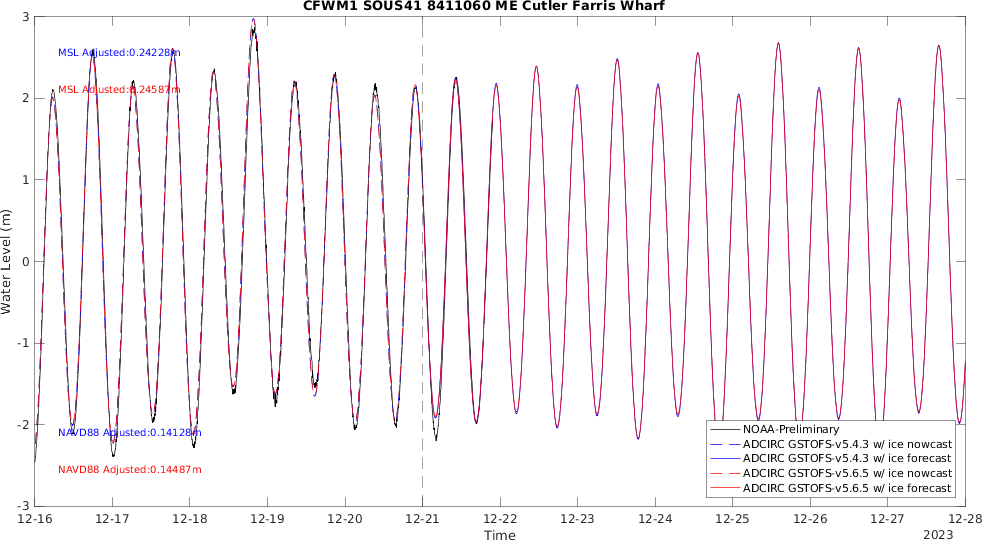 CFWM1 SOUS41 8411060 ME Cutler Farris Wharf
3
MSL Adjusted:0.24228m
MSL Adjusted:0.24587m
2
1
0
-1
-2
-3
Water Level (m)
NAVD88 Adjusted:0.14128m
NAVD88 Adjusted:0.14487m
NOAA-Preliminary
ADCIRC GSTOFS-v5.4.3 w/ ice nowcast
ADCIRC GSTOFS-v5.4.3 w/ ice forecast
ADCIRC GSTOFS-v5.6.5 w/ ice nowcast
ADCIRC GSTOFS-v5.6.5 w/ ice forecast
12-16 12-17 12-18 12-19 12-20 12-21 12-22 12-23 12-24 12-25 12-26 12-27 12-28
Time
2023